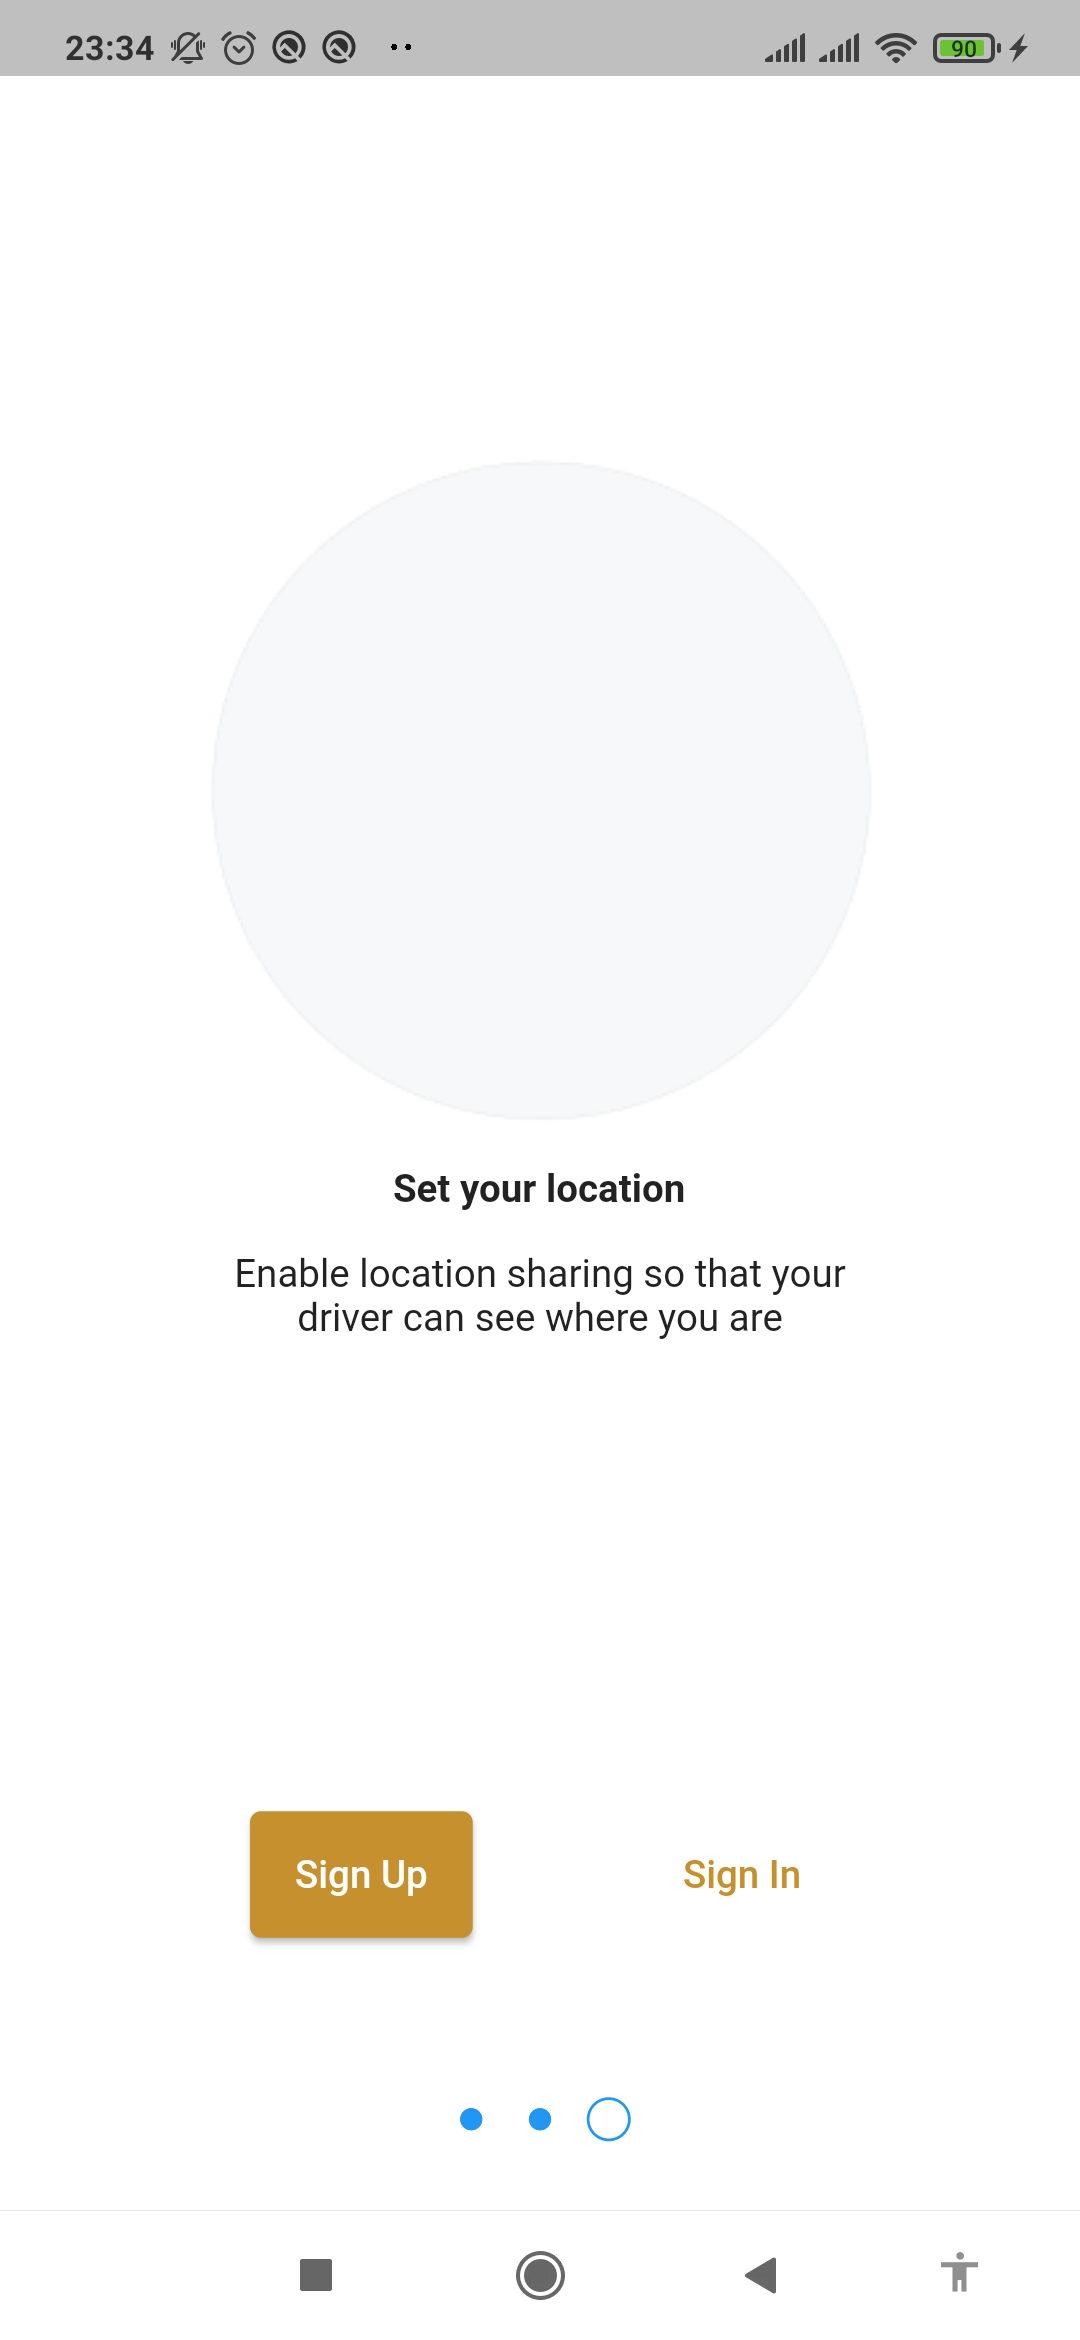 23:34
90
Set your location
Enable location sharing so that your
driver can see where you are
Sign Up
Sign In